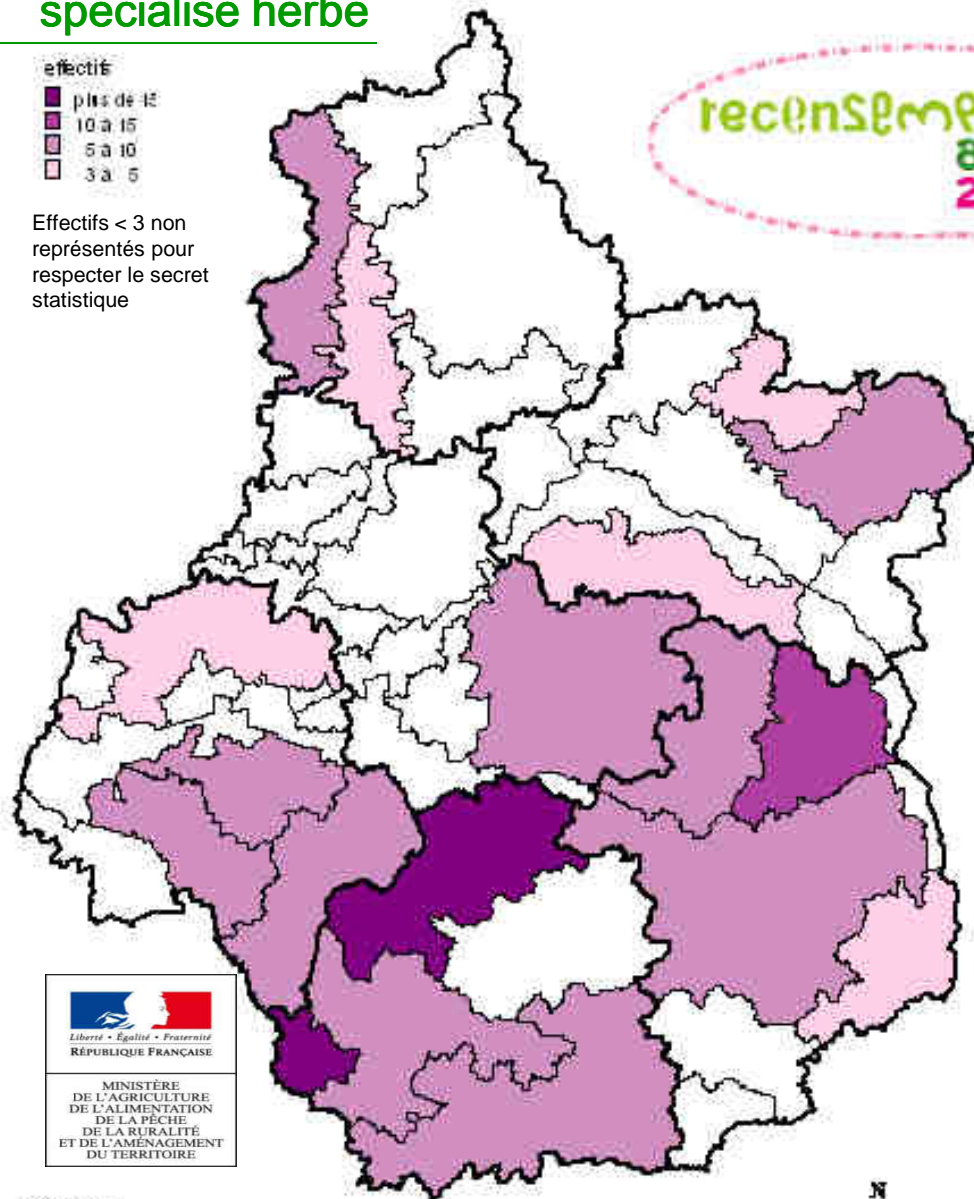 spécialisé herbe
effectifs
plus de 15
10 à 15
5 à 10
3 à 5
Effectifs < 3 non
représentés pour
respecter le secret
statistique
Liberté • Égalité • Fraternité
RÉPUBLIQUE FRANÇAISE
MINISTÈRE
DE L'AGRICULTURE
DE L'ALIMENTATION
DE LA PÊCHE
DE LA RURALITÉ
ET DE L'AMÉNAGEMENT
DU TERRITOIRE
N